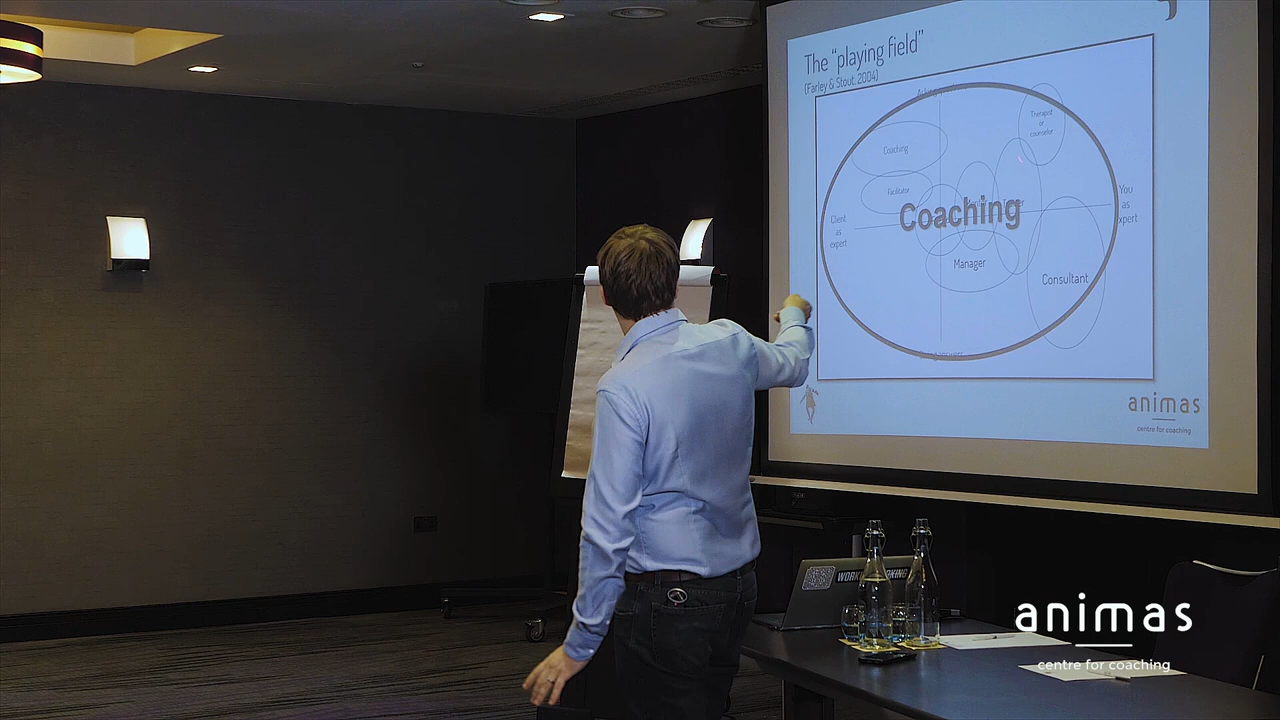 The "playing field"
(Farley & Stout, 2004)
Therapist
or
counselor
Coaching
Facilitator
Coaching
Client
as
expert
You
as
expert
Manager
Consultant
animas
centre for coaching
WORK
animas
centre for coaching